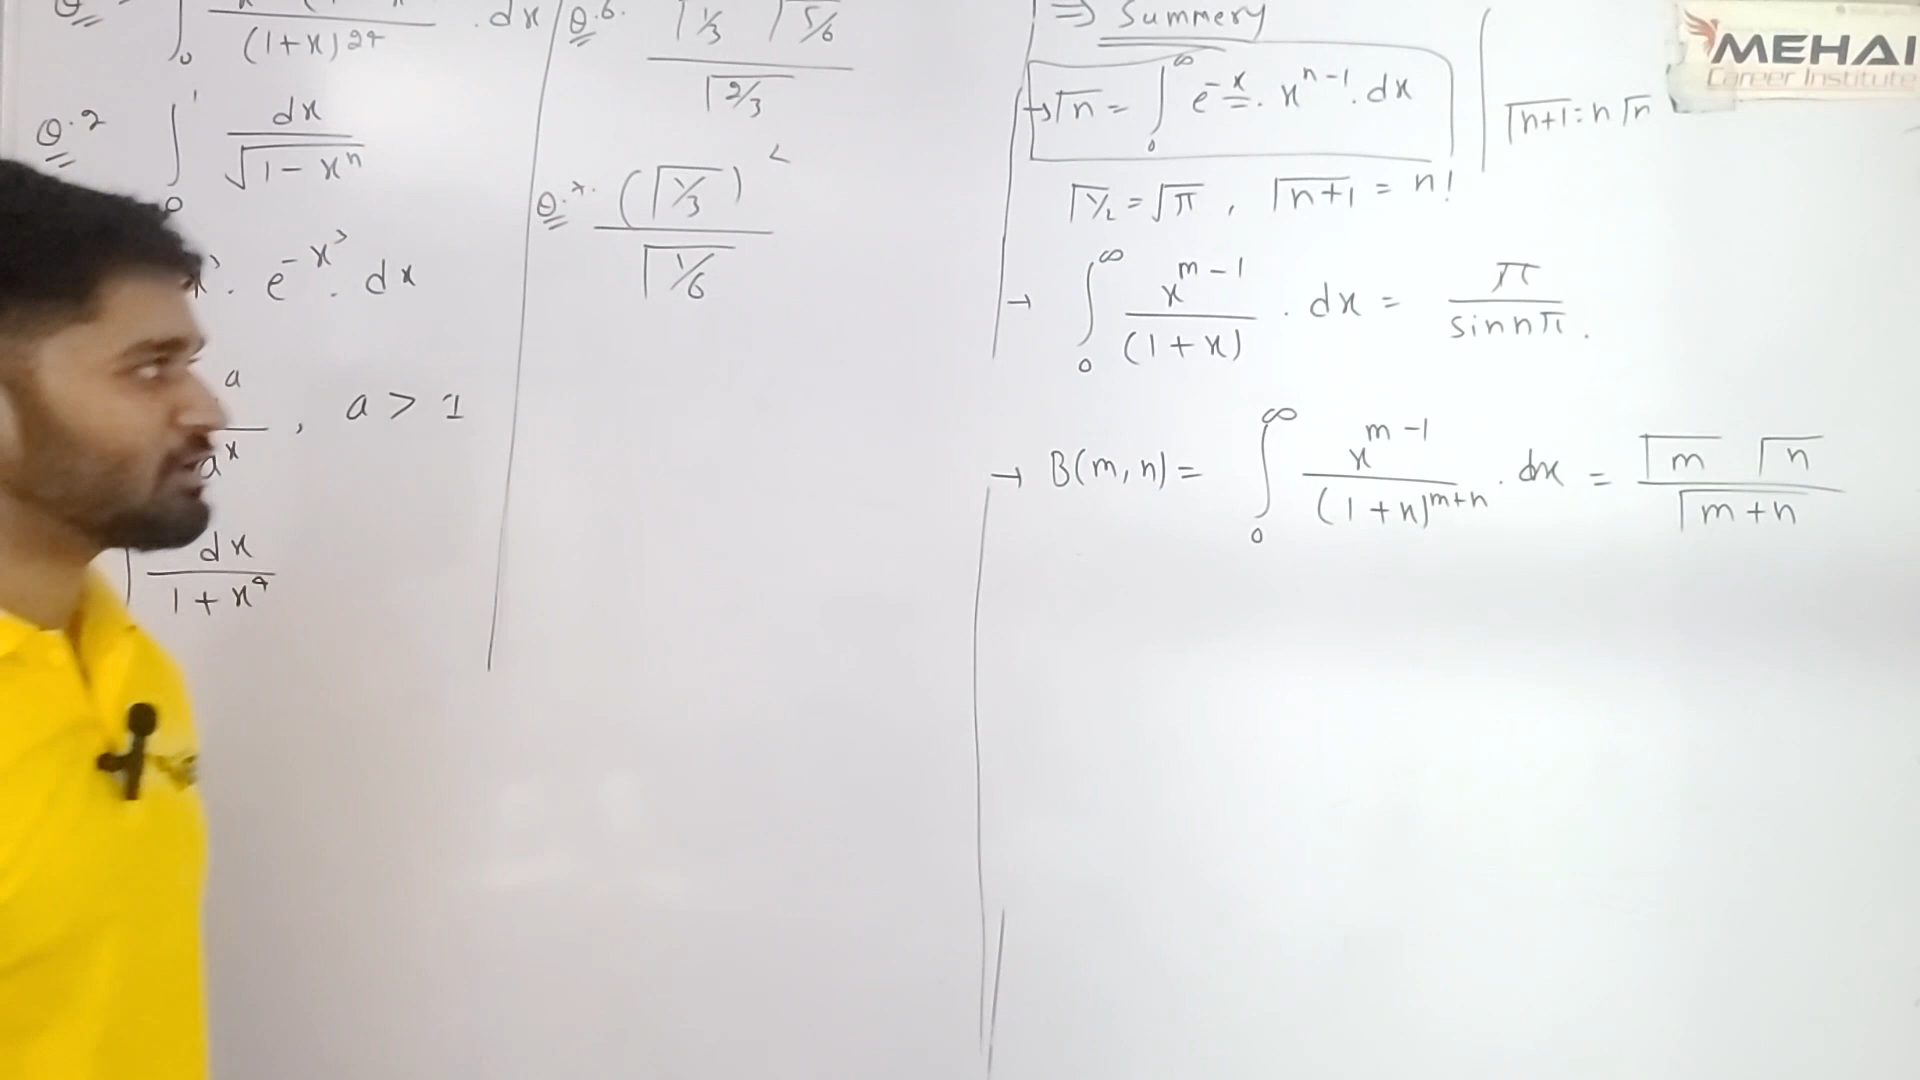 (1+x)24 . dx
Q.2 ∫₀¹ dx / √(1-xⁿ)
. e^-x³ . dx
a / a^x , a > 1
dx / 1+x⁴
Q.6. Γ1/3 Γ5/6 / Γ2/3
Q.7. (Γ1/3)² / Γ1/6
⇒ Summery
→ Γn = ∫₀^∞ e^-x . x^n-1 . dx
Γn+1 = n Γn
Γ1/2 = √π , Γn+1 = n!
→ ∫₀^∞ x^m-1 / (1+x) . dx = π / sin nπ .
→ B(m,n) = ∫₀^∞ x^m-1 / (1+x)^m+n . dx = Γm Γn / Γm+n
MEHAI
Career Institute